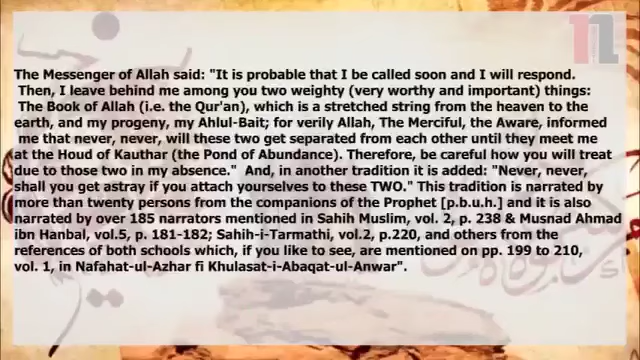 The Messenger of Allah said: "It is probable that I be called soon and I will respond.
Then, I leave behind me among you two weighty (very worthy and important) things:
The Book of Allah (i.e. the Qur'an), which is a stretched string from the heaven to the
earth, and my progeny, my Ahlul-Bait; for verily Allah, The Merciful, the Aware, informed
me that never, never, will these two get separated from each other until they meet me
at the Houd of Kauthar (the Pond of Abundance). Therefore, be careful how you will treat
due to those two in my absence." And, in another tradition it is added: "Never, never,
shall you get astray if you attach yourselves to these TWO." This tradition is narrated by
more than twenty persons from the companions of the Prophet [p.b.u.h.] and it is also
narrated by over 185 narrators mentioned in Sahih Muslim, vol. 2, p. 238 & Musnad Ahmad
ibn Hanbal, vol.5, p. 181-182; Sahih-i-Tarmathi, vol.2, p.220, and others from the
references of both schools which, if you like to see, are mentioned on pp. 199 to 210,
vol. 1, in Nafahat-ul-Azhar fi Khulasat-i-Abaqat-ul-Anwar".